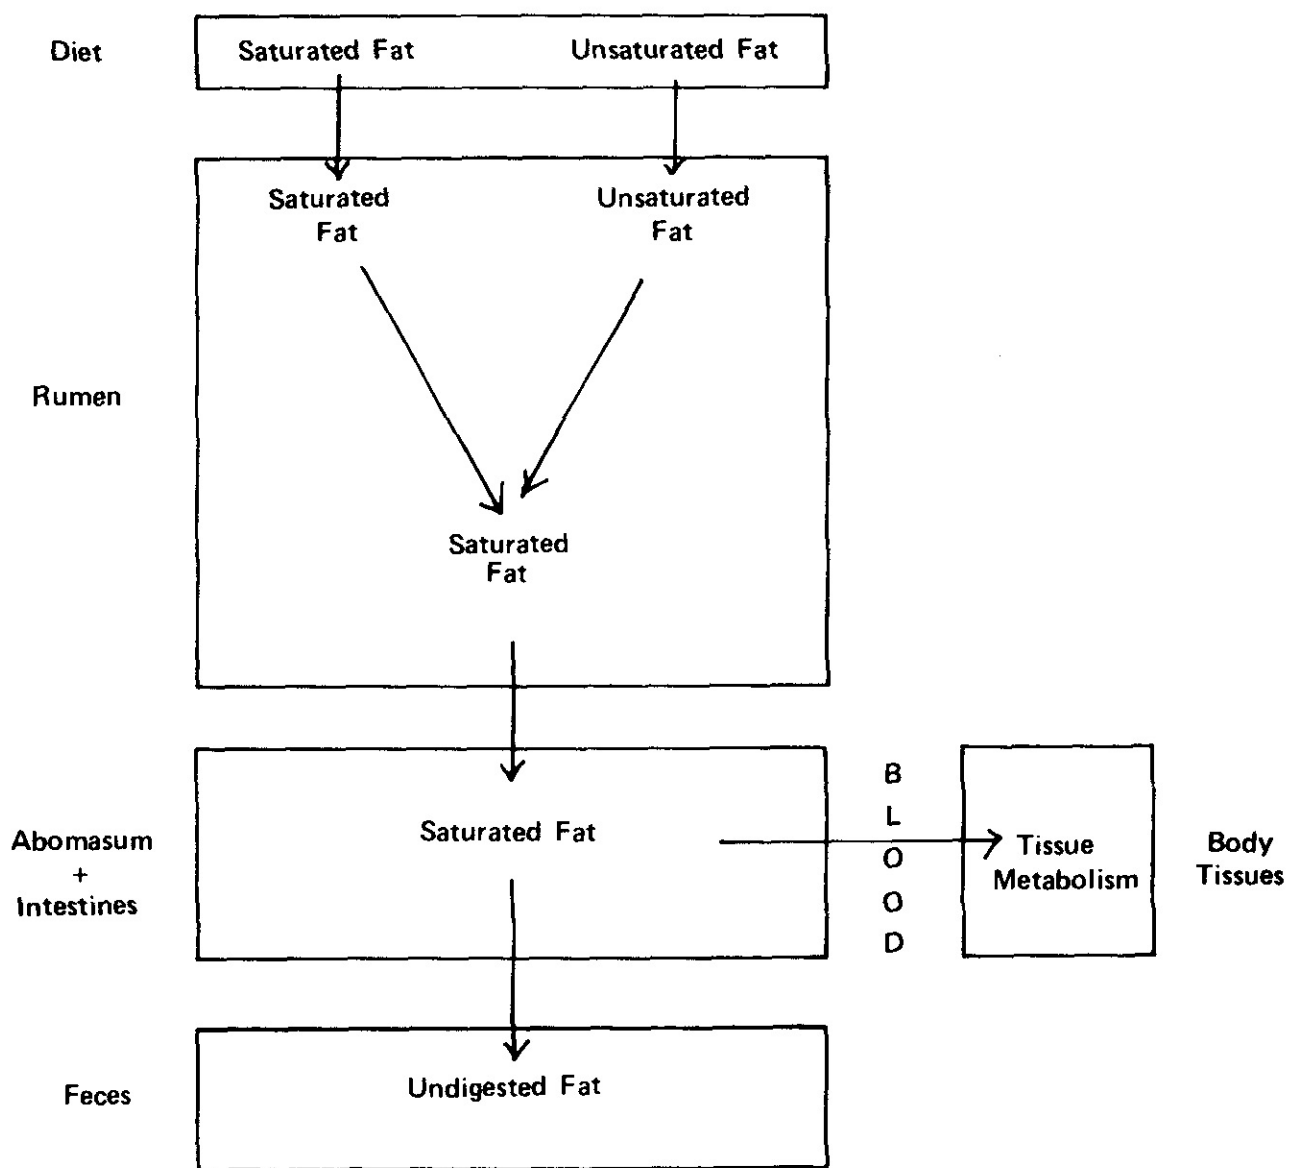 Diet
Saturated Fat
Unsaturated Fat
Saturated
Fat
Unsaturated
Fat
Rumen
Saturated
Fat
Abomasum
+
Intestines
Saturated Fat
B
L
O
O
D
Tissue
Metabolism
Body
Tissues
Feces
Undigested Fat